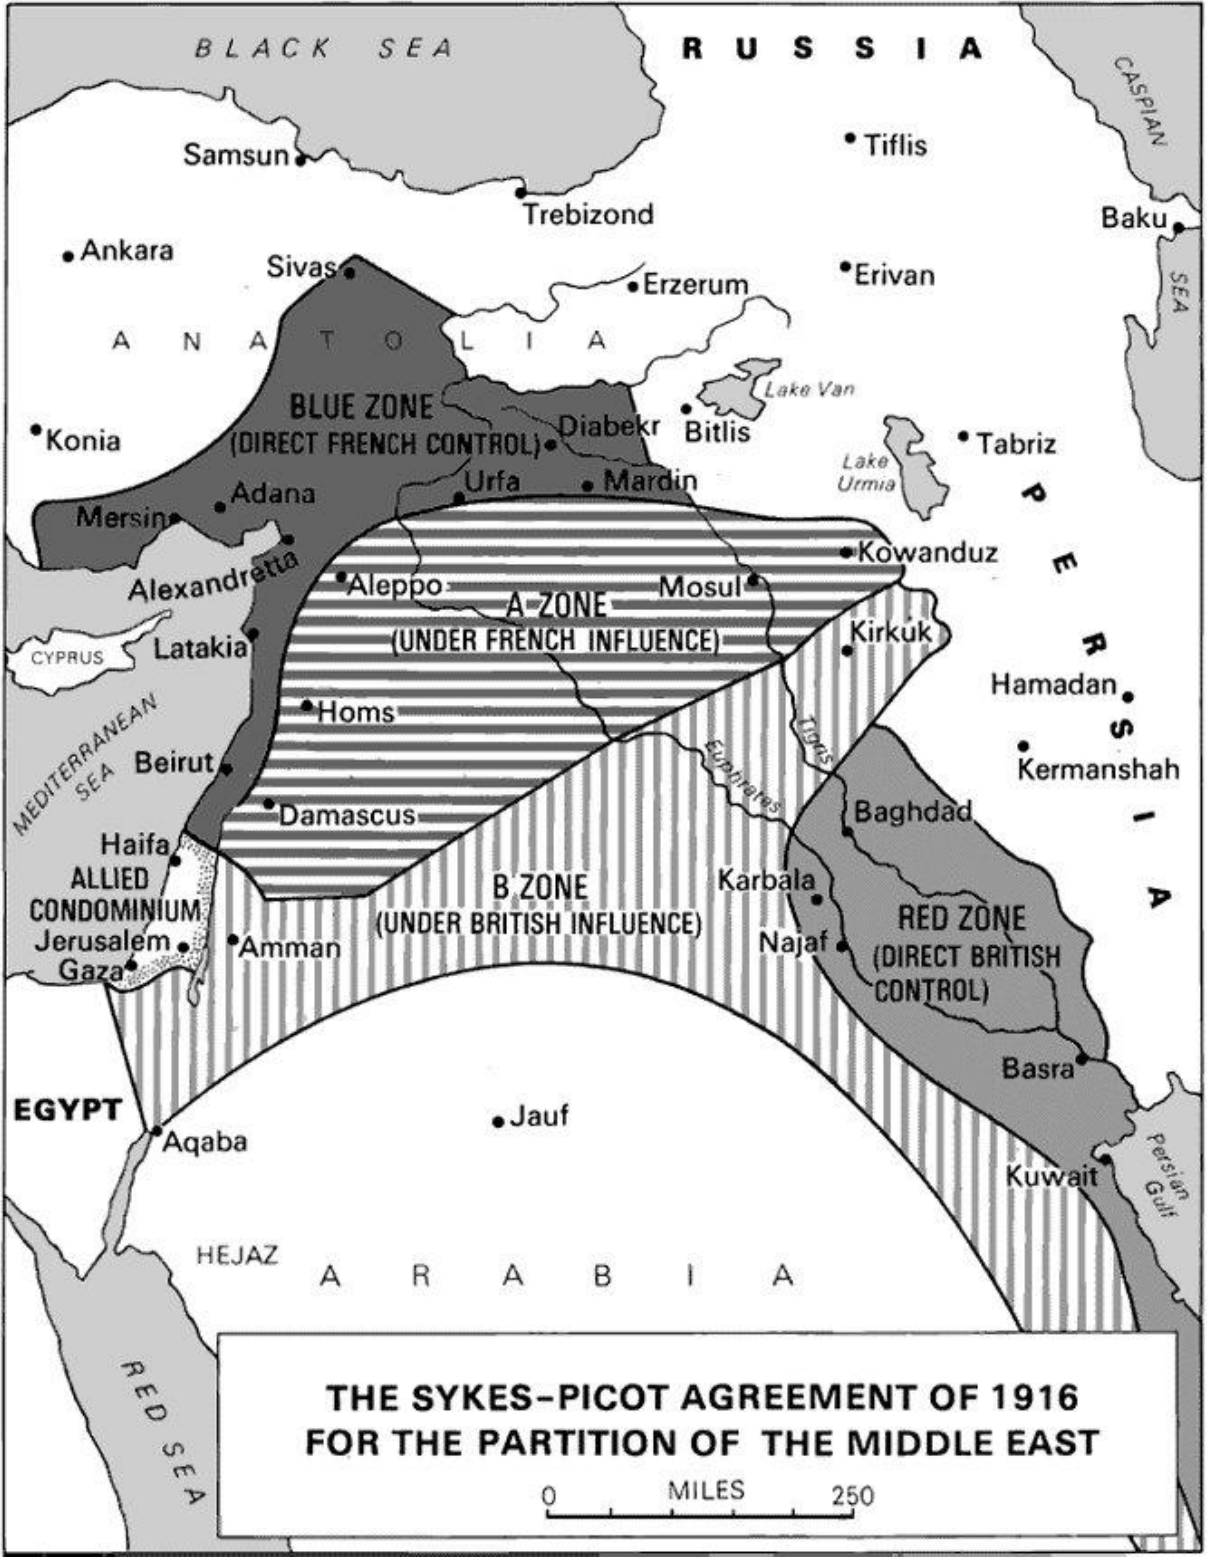 BLACK SEA
RUSSIA
CASPIAN
SEA
Tiflis
Samsun
Trebizond
Baku
Ankara
Sivas
Erzerum
Erivan
ANATOLIA
Lake Van
BLUE ZONE
(DIRECT FRENCH CONTROL)
Diabekr
Bitlis
Konia
Tabriz
Lake
Urmia
PERSIA
Urfa
Mardin
Adana
Mersin
Alexandretta
Kowanduz
Aleppo
Mosul
A ZONE
(UNDER FRENCH INFLUENCE)
Kirkuk
CYPRUS
Latakia
Hamadan
Homs
MEDITERRANEAN
SEA
Tigris
Euphrates
Beirut
Kermanshah
Damascus
Baghdad
Haifa
ALLIED
CONDOMINIUM
Jerusalem
Gaza
B ZONE
(UNDER BRITISH INFLUENCE)
Karbala
Najaf
RED ZONE
(DIRECT BRITISH
CONTROL)
Amman
Basra
EGYPT
Aqaba
Jauf
Kuwait
Persian
Gulf
HEJAZ
ARABIA
RED SEA
THE SYKES-PICOT AGREEMENT OF 1916
FOR THE PARTITION OF THE MIDDLE EAST
0 MILES 250